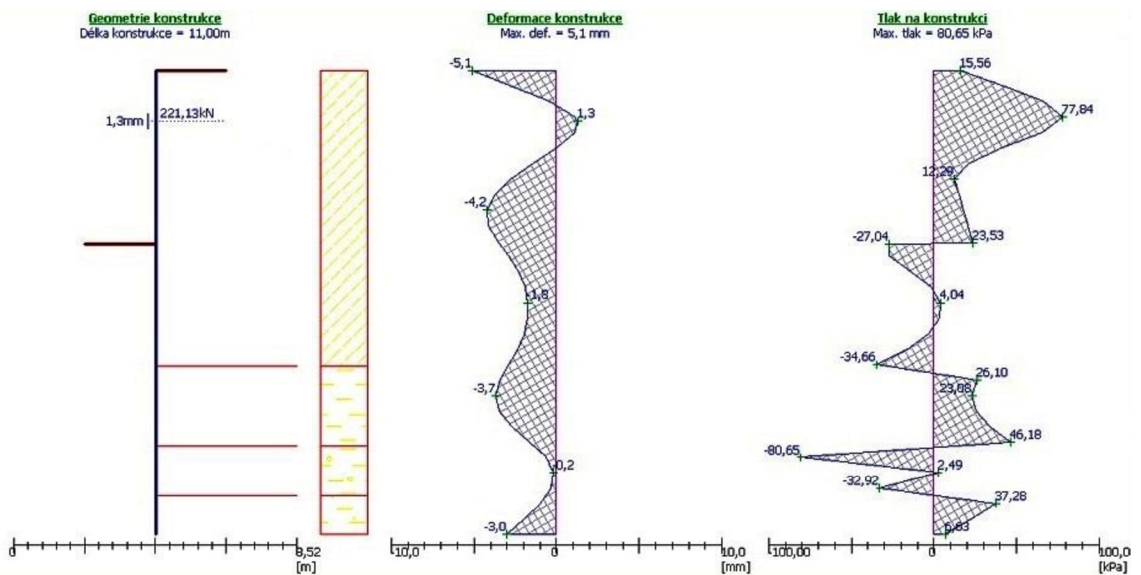 Geometrie konstrukce
Délka konstrukce = 11,00m
1,3mm
221,13kN
0
8,52
[m]
Deformace konstrukce
Max. def. = 5,1 mm
-5,1
1,3
-4,2
-1,8
-3,7
-0,2
-3,0
10,0
0
10,0
[mm]
Tlak na konstrukci
Max. tlak = 80,65 kPa
15,56
77,84
12,29
-27,04
23,53
4,04
-34,66
26,10
46,18
-80,65
2,49
-32,92
37,28
100,00
0
100,0
[kPa]